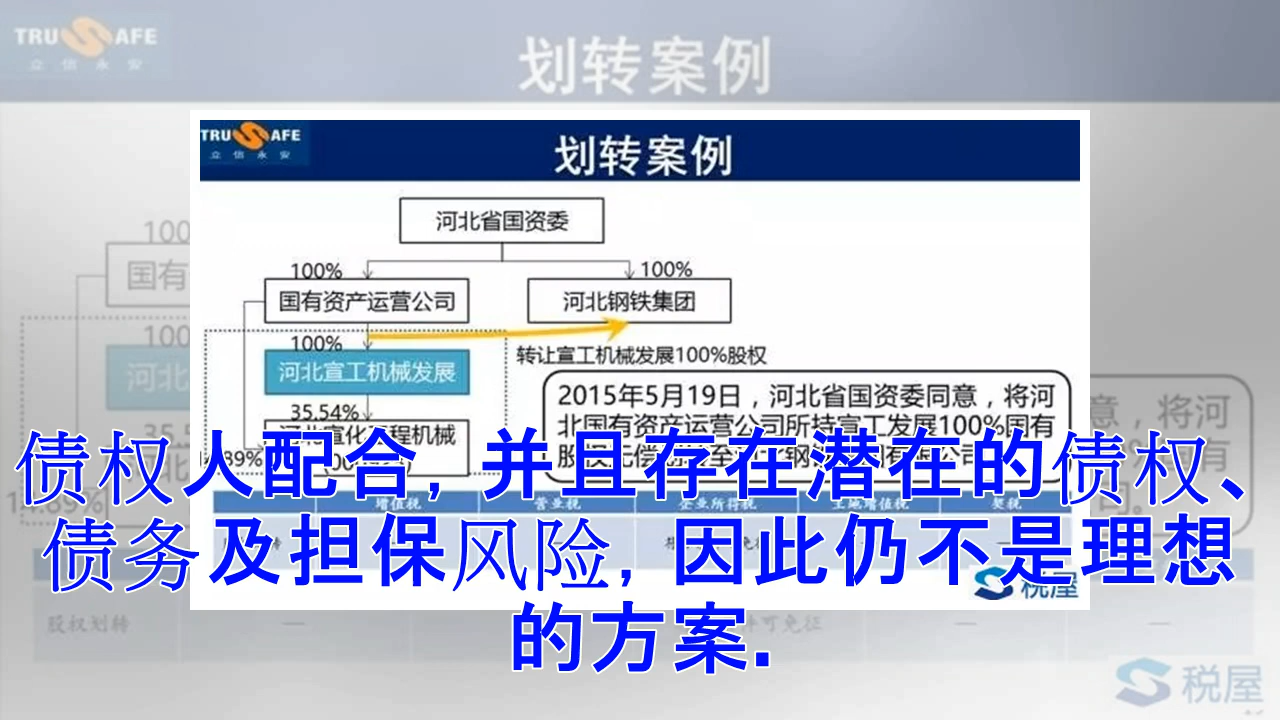 TRUSAFE
立信永安
划转案例
TRUSAFE
立信永安
划转案例
河北省国资委
100%
100%
国有资产运营公司
河北钢铁集团
100%
转让宣工机械发展100%股权
河北宣工机械发展
35.54%
2015年5月19日，河北省国资委同意，将河
北国有资产运营公司所持宣工发展100%国有
河北宣化工程机械
债权人配合, 并且存在潜在的债权、
债务及担保风险, 因此仍不是理想
的方案.
增值税
营业税
企业所得税
土地增值税
契税
税屋
股权划转
税屋